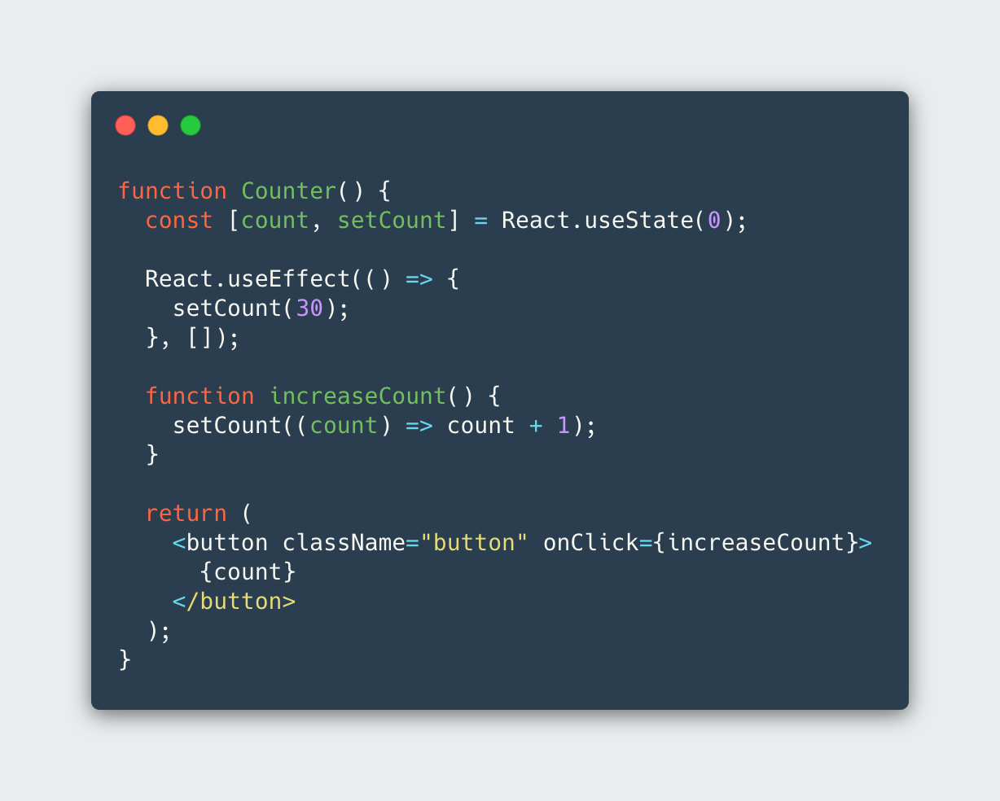 function Counter() {
  const [count, setCount] = React.useState(0);

  React.useEffect(() => {
    setCount(30);
  }, []);

  function increaseCount() {
    setCount((count) => count + 1);
  }

  return (
    <button className="button" onClick={increaseCount}>
      {count}
    </button>
  );
}